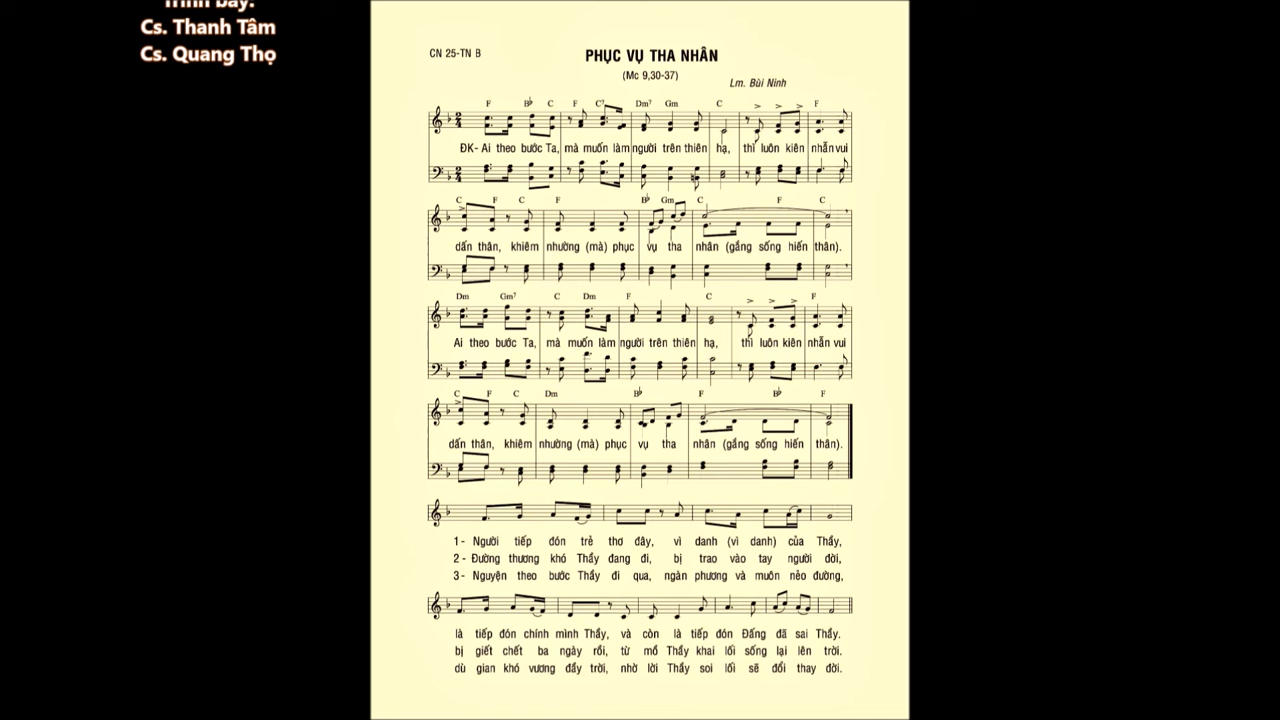 Trình bày:
Cs. Thanh Tâm
Cs. Quang Thọ
CN 25-TN B
PHỤC VỤ THA NHÂN
(Mc 9,30-37)
Lm. Bùi Ninh
F B♭ C F C7 Dm7 Gm C F
ĐK- Ai theo bước Ta, mà muốn làm người trên thiên hạ, thì luôn kiên nhẫn vui
C F C F B♭ Gm C F C
dấn thân, khiêm nhường (mà) phục vụ tha nhân (gắng sống hiến thân).
Dm Gm7 C Dm F C F
Ai theo bước Ta, mà muốn làm người trên thiên hạ, thì luôn kiên nhẫn vui
C F C Dm B♭ F B♭ F
dấn thân, khiêm nhường (mà) phục vụ tha nhân (gắng sống hiến thân).
1- Người tiếp đón trẻ thơ đây, vì danh (vì danh) của Thầy,
2- Đường thương khó Thầy đang đi, bị trao vào tay người đời,
3- Nguyện theo bước Thầy đi qua, ngàn phương và muôn nẻo đường,
là tiếp đón chính mình Thầy, và còn là tiếp đón Đấng đã sai Thầy.
bị giết chết ba ngày rồi, từ mồ Thầy khai lối sống lại lên trời.
dù gian khó vương đầy trời, nhờ lời Thầy soi lối sẽ đổi thay đời.